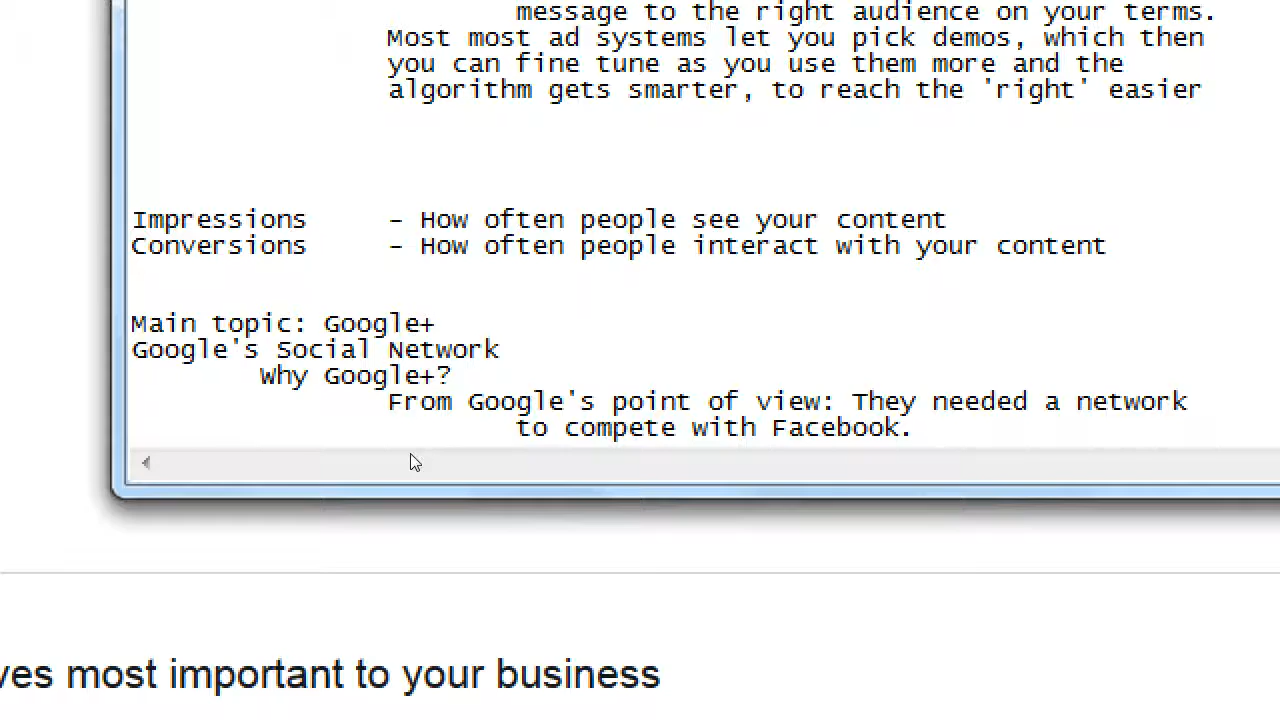 message to the right audience on your terms.
Most most ad systems let you pick demos, which then
you can fine tune as you use them more and the
algorithm gets smarter, to reach the 'right' easier
Impressions - How often people see your content
Conversions - How often people interact with your content
Main topic: Google+
Google's Social Network
Why Google+?
From Google's point of view: They needed a network
to compete with Facebook.
ves most important to your business